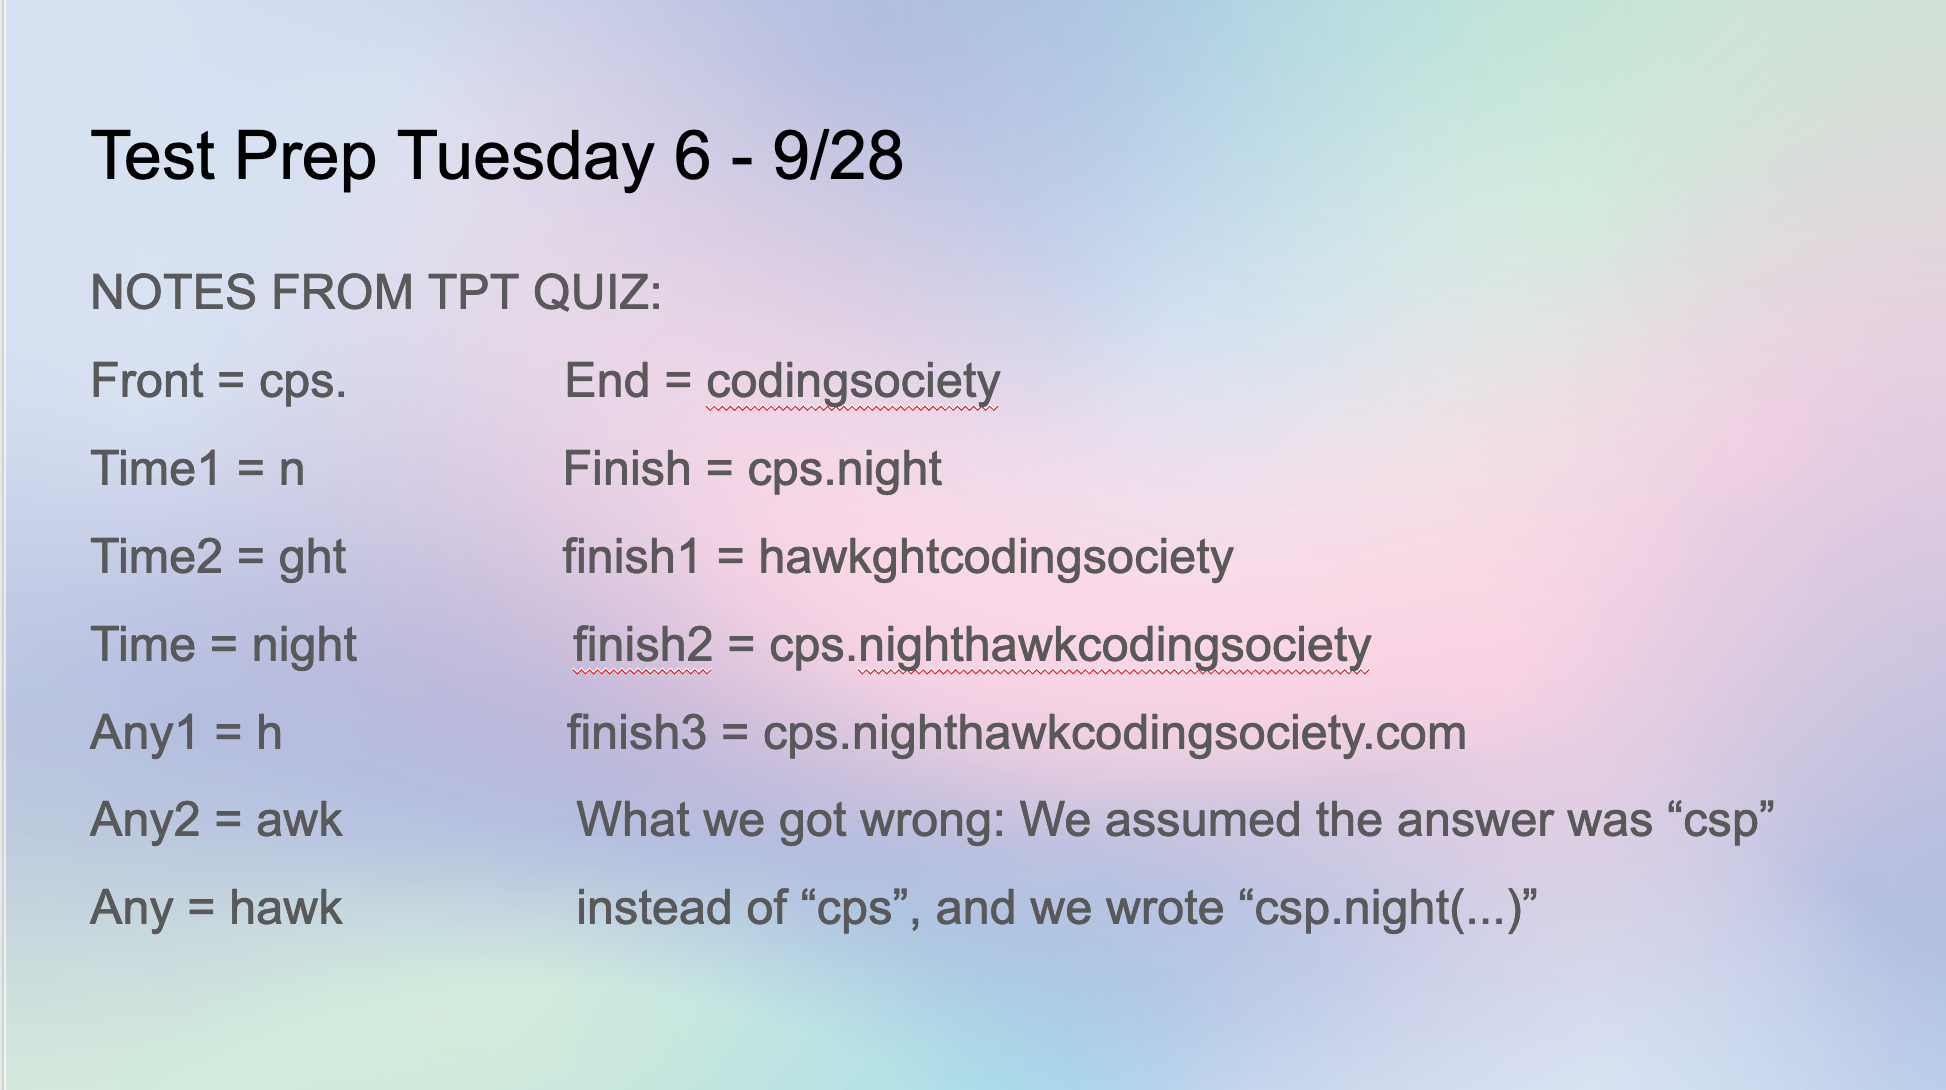 Test Prep Tuesday 6 - 9/28
NOTES FROM TPT QUIZ:
Front = cps. End = codingsociety
Time1 = n Finish = cps.night
Time2 = ght finish1 = hawkghtcodingsociety
Time = night finish2 = cps.nighthawkcodingsociety
Any1 = h finish3 = cps.nighthawkcodingsociety.com
Any2 = awk What we got wrong: We assumed the answer was “csp”
Any = hawk instead of “cps”, and we wrote “csp.night(...)”